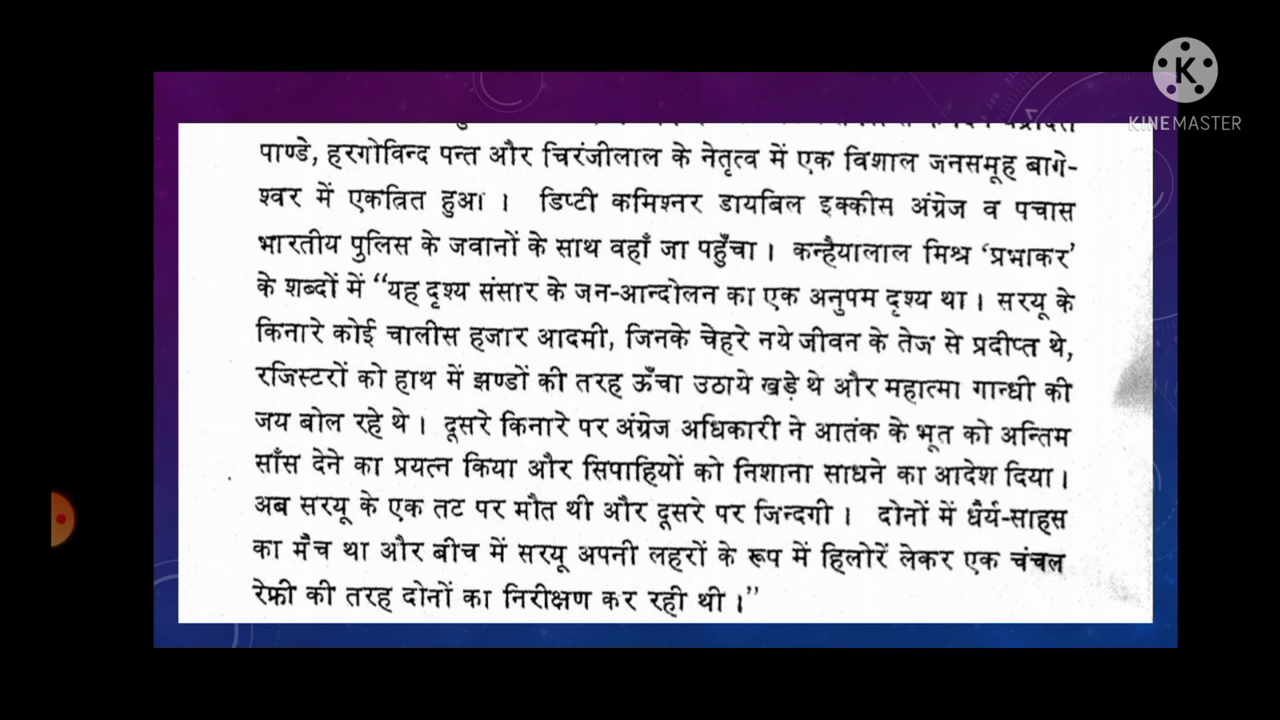 पाण्डे, हरगोविन्द पन्त और चिरंजीलाल के नेतृत्व में एक विशाल जनसमूह बागे-
श्वर में एकत्रित हुआ । डिप्टी कमिश्नर डायबिल इक्कीस अंग्रेज व पचास
भारतीय पुलिस के जवानों के साथ वहाँ जा पहुँचा । कन्हैयालाल मिश्र ‘प्रभाकर’
के शब्दों में “यह दृश्य संसार के जन-आन्दोलन का एक अनुपम दृश्य था । सरयू के
किनारे कोई चालीस हजार आदमी, जिनके चेहरे नये जीवन के तेज से प्रदीप्त थे,
रजिस्टरों को हाथ में झण्डों की तरह ऊँचा उठाये खड़े थे और महात्मा गान्धी की
जय बोल रहे थे । दूसरे किनारे पर अंग्रेज अधिकारी ने आतंक के भूत को अन्तिम
साँस देने का प्रयत्न किया और सिपाहियों को निशाना साधने का आदेश दिया ।
अब सरयू के एक तट पर मौत थी और दूसरे पर जिन्दगी । दोनों में धैर्य-साहस
का मैच था और बीच में सरयू अपनी लहरों के रूप में हिलोरें लेकर एक चंचल
रेफ्री की तरह दोनों का निरीक्षण कर रही थी ।”
K
KINEMASTER